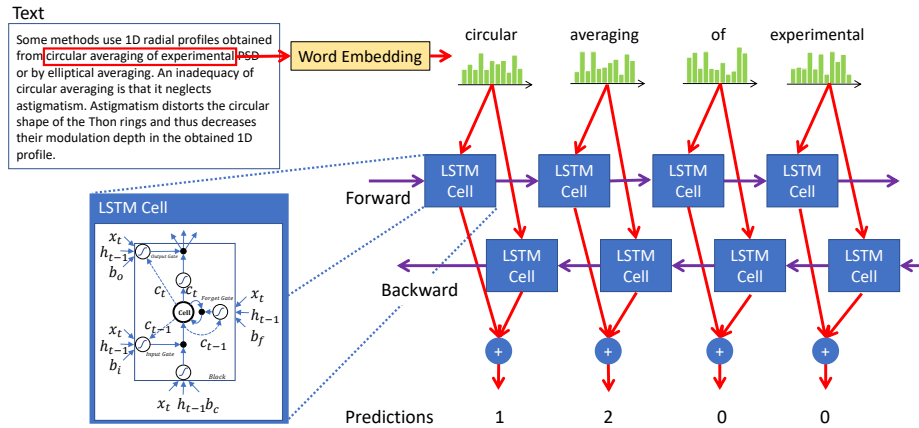 Text
Some methods use 1D radial profiles obtained
from circular averaging of experimental PSD
or by elliptical averaging. An inadequacy of
circular averaging is that it neglects
astigmatism. Astigmatism distorts the circular
shape of the Thon rings and thus decreases
their modulation depth in the obtained 1D
profile.
Word Embedding
circular averaging of experimental
LSTM Cell
LSTM Cell
LSTM Cell
LSTM Cell
Forward
LSTM Cell
LSTM Cell
LSTM Cell
LSTM Cell
Backward
+ + + +
Predictions 1 2 0 0
LSTM Cell
x_t
h_{t-1}
b_o
Output Gate
c_t c_t
Forget Gate
x_t
h_{t-1}
b_f
Cell
c_{t-1}
c_{t-1}
x_t
h_{t-1}
b_i
Input Gate
Block
x_t h_{t-1} b_c